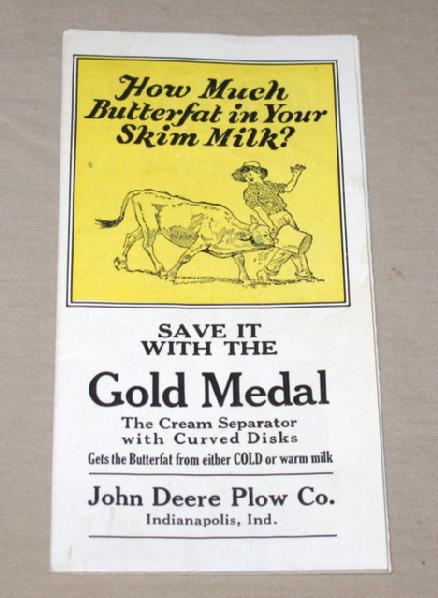 How Much
Butterfat in Your
Skim Milk?
SAVE IT
WITH THE
Gold Medal
The Cream Separator
with Curved Disks
Gets the Butterfat from either COLD or warm milk
John Deere Plow Co.
Indianapolis, Ind.